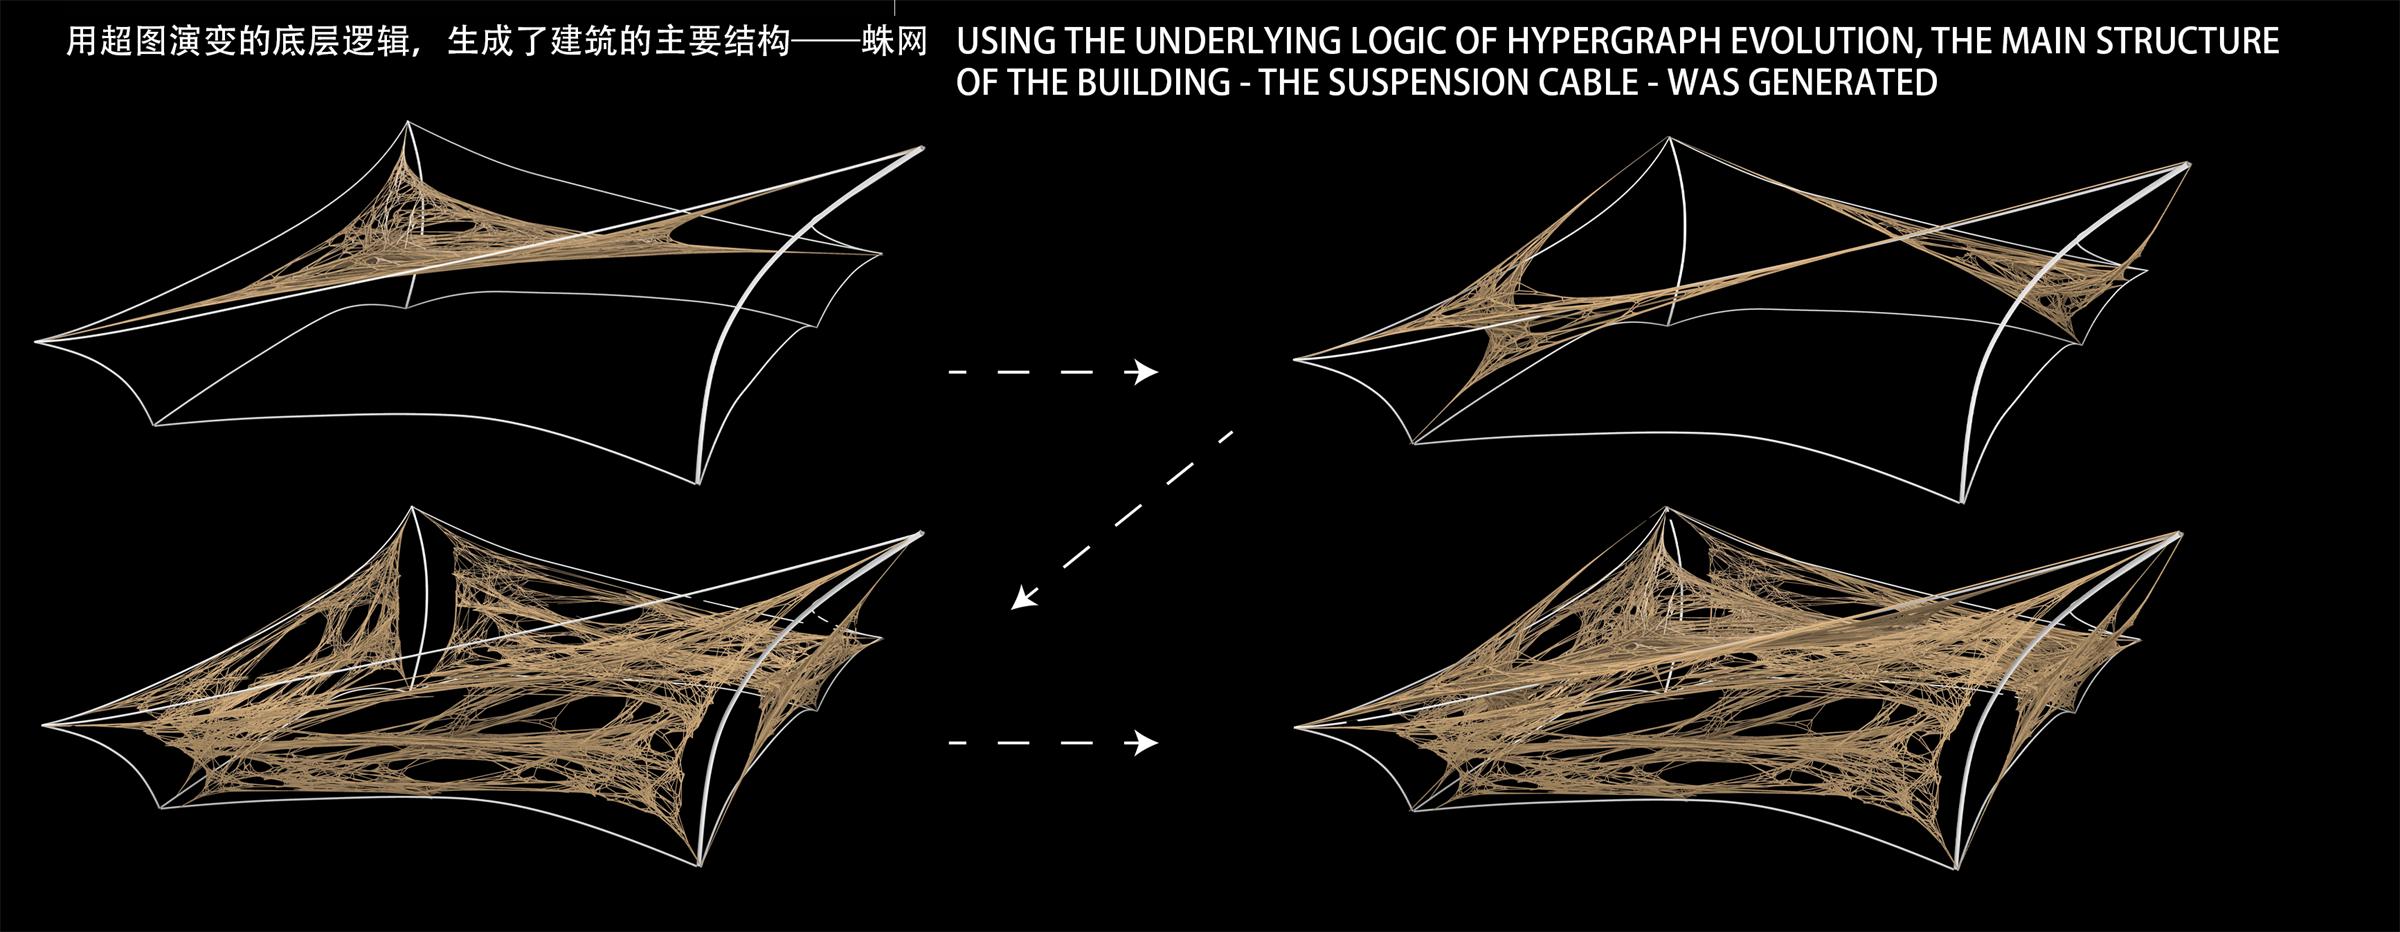 用超图演变的底层逻辑，生成了建筑的主要结构——蛛网
USING THE UNDERLYING LOGIC OF HYPERGRAPH EVOLUTION, THE MAIN STRUCTURE
OF THE BUILDING - THE SUSPENSION CABLE - WAS GENERATED